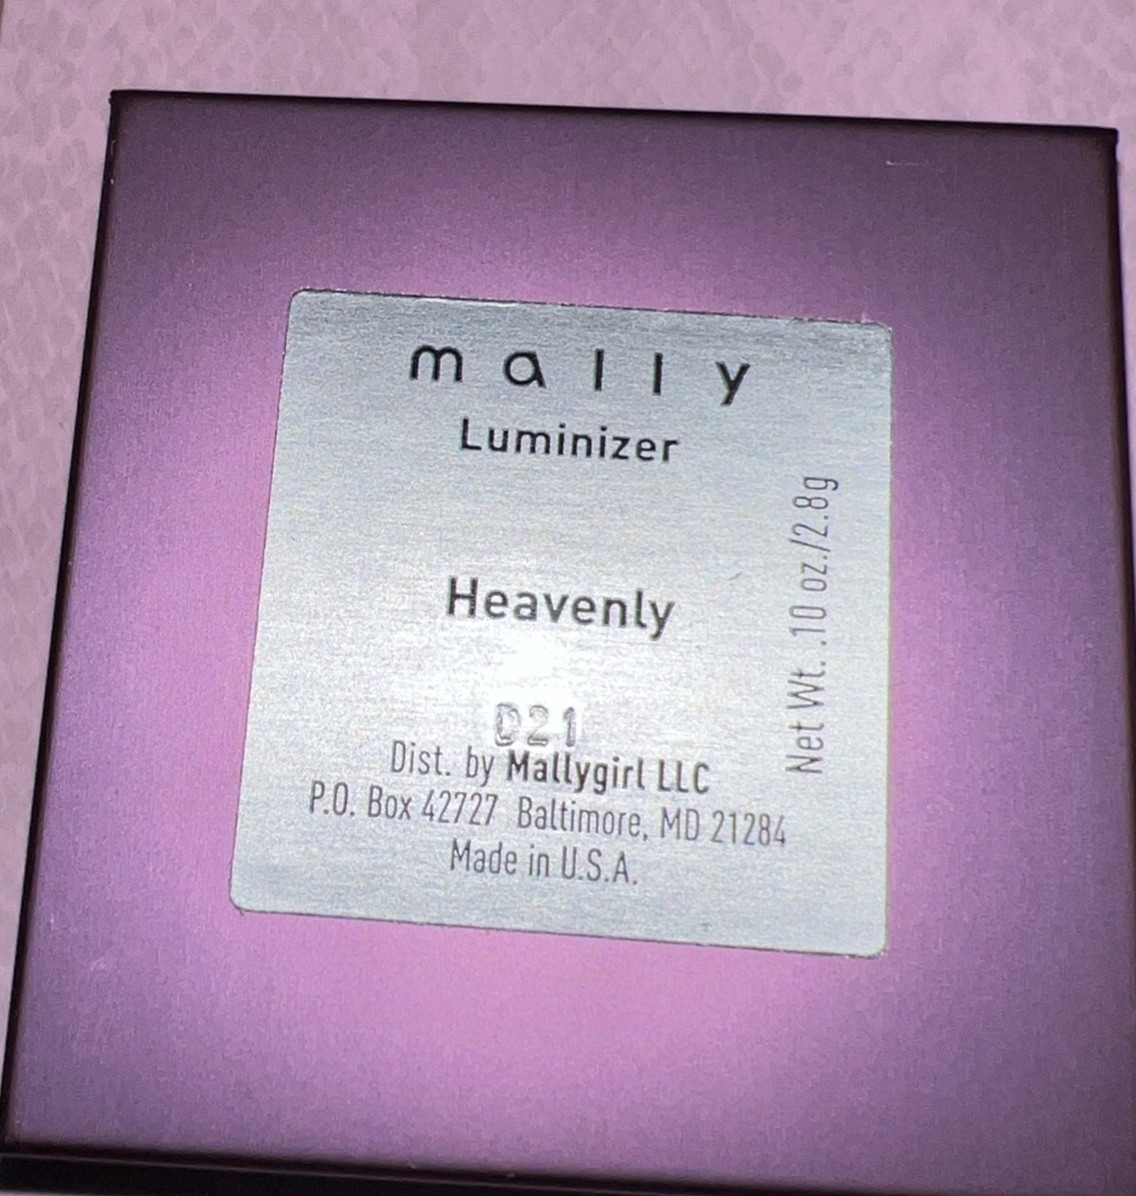 mally
Luminizer
Heavenly
Net Wt. .10 oz./2.8g
D21
Dist. by Mallygirl LLC
P.O. Box 42727 Baltimore, MD 21284
Made in U.S.A.